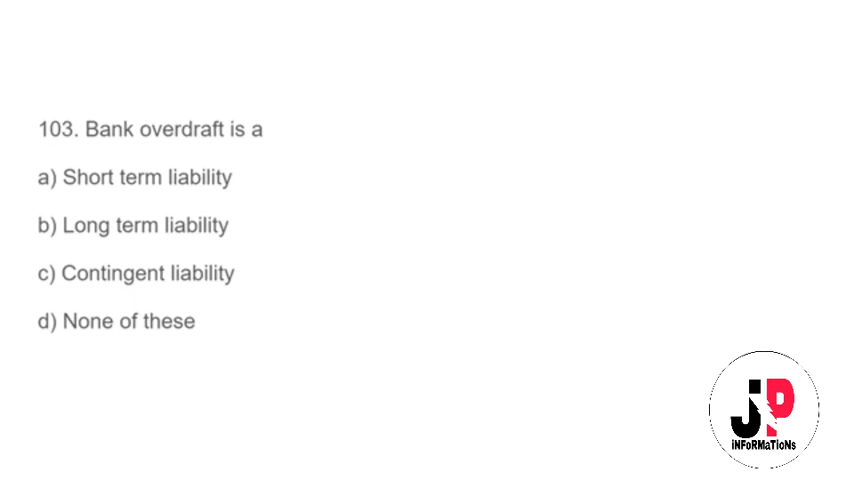 103. Bank overdraft is a
a) Short term liability
b) Long term liability
c) Contingent liability
d) None of these
JP
iNFoRMaTioNs